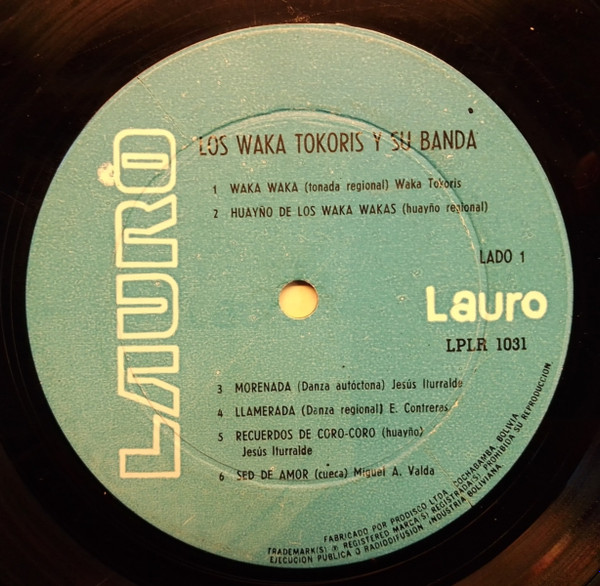 LAURO
LOS WAKA TOKORIS Y SU BANDA
1 WAKA WAKA (tonada regional) Waka Tokoris
2 HUAYÑO DE LOS WAKA WAKAS (huayño regional)
LADO 1
Lauro
LPLR 1031
3 MORENADA (Danza autóctona) Jesús Iturralde
4 LLAMERADA (Danza regional) E. Contreras
5 RECUERDOS DE CORO-CORO (huayño)
Jesús Iturralde
6 SED DE AMOR (cueca) Miguel A. Valda
FABRICADO POR PRODISCO LTDA. COCHABAMBA, BOLIVIA
TRADEMARK(S) ® REGISTERED MARCA(S) REGISTRADA(S) PROHIBIDA SU REPRODUCCION
EJECUCION PUBLICA O RADIODIFUSION INDUSTRIA BOLIVIANA